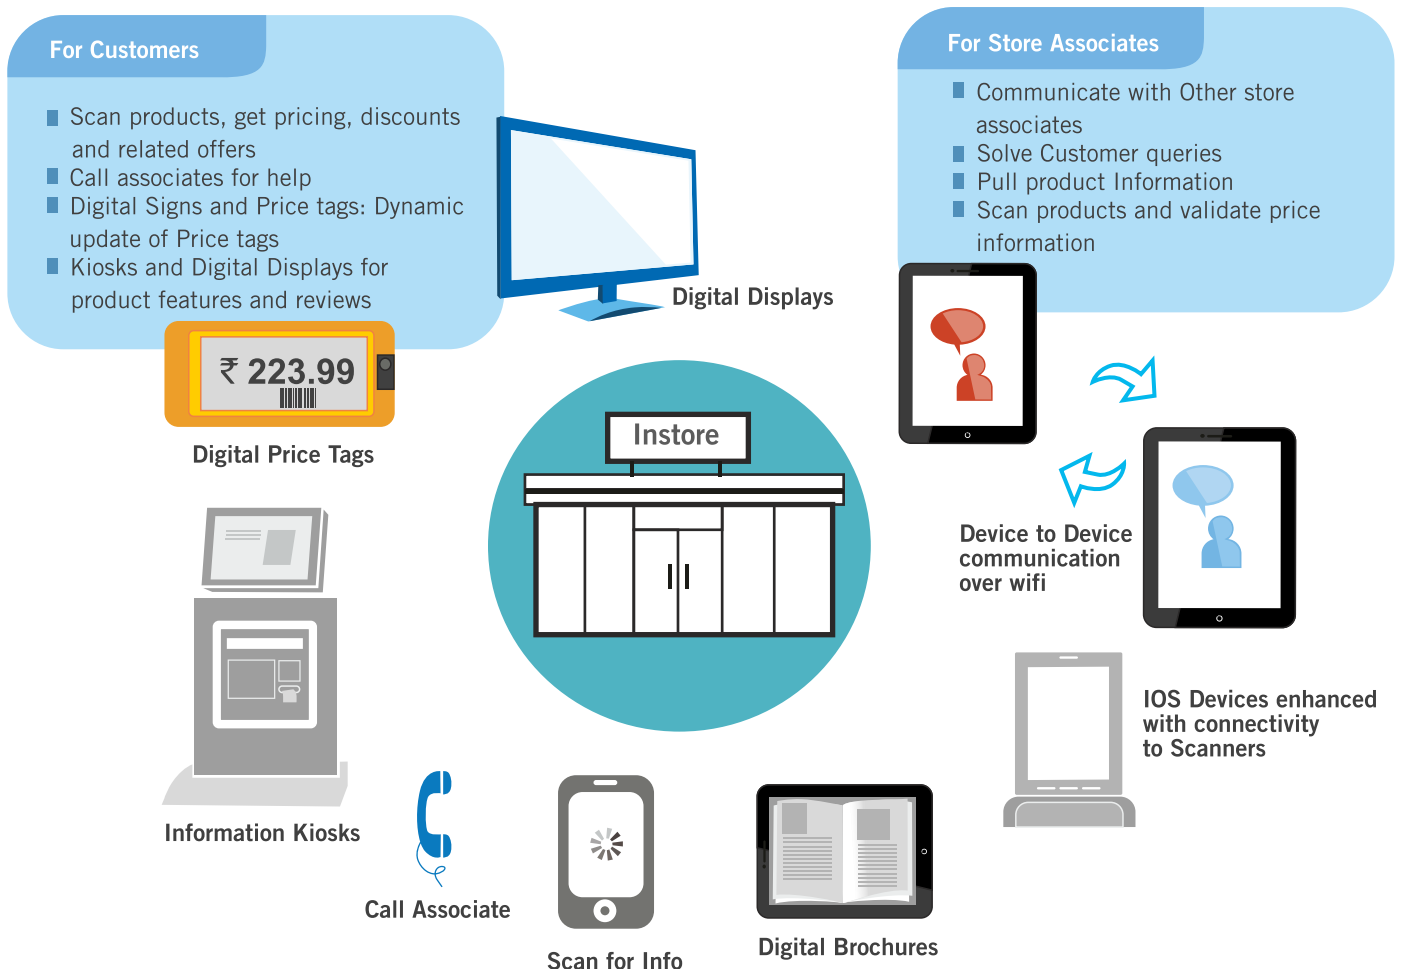 For Customers
Scan products, get pricing, discounts
and related offers
Call associates for help
Digital Signs and Price tags: Dynamic
update of Price tags
Kiosks and Digital Displays for
product features and reviews
For Store Associates
Communicate with Other store
associates
Solve Customer queries
Pull product Information
Scan products and validate price
information
Digital Displays
₹ 223.99
Digital Price Tags
Instore
Device to Device
communication
over wifi
IOS Devices enhanced
with connectivity
to Scanners
Information Kiosks
Call Associate
Scan for Info
Digital Brochures